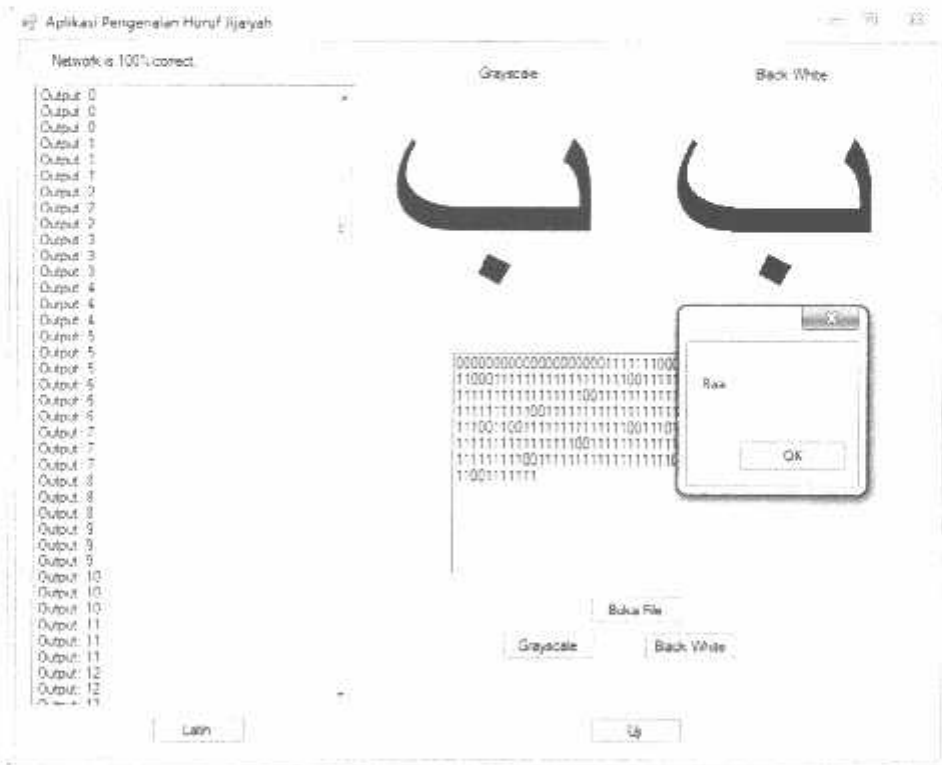 Aplikasi Pengenalan Huruf Jijaiyah
Network is 100% correct.
Output: 0
Output: 0
Output: 0
Output: 1
Output: 1
Output: 1
Output: 2
Output: 2
Output: 2
Output: 3
Output: 3
Output: 3
Output: 4
Output: 4
Output: 4
Output: 5
Output: 5
Output: 5
Output: 6
Output: 6
Output: 6
Output: 7
Output: 7
Output: 7
Output: 8
Output: 8
Output: 8
Output: 9
Output: 9
Output: 9
Output: 10
Output: 10
Output: 10
Output: 11
Output: 11
Output: 11
Output: 12
Output: 12
Latih
Grayscale
Black White
ب
ب
11001111111
Baa
OK
Buka File
Grayscale
Black White
Uji